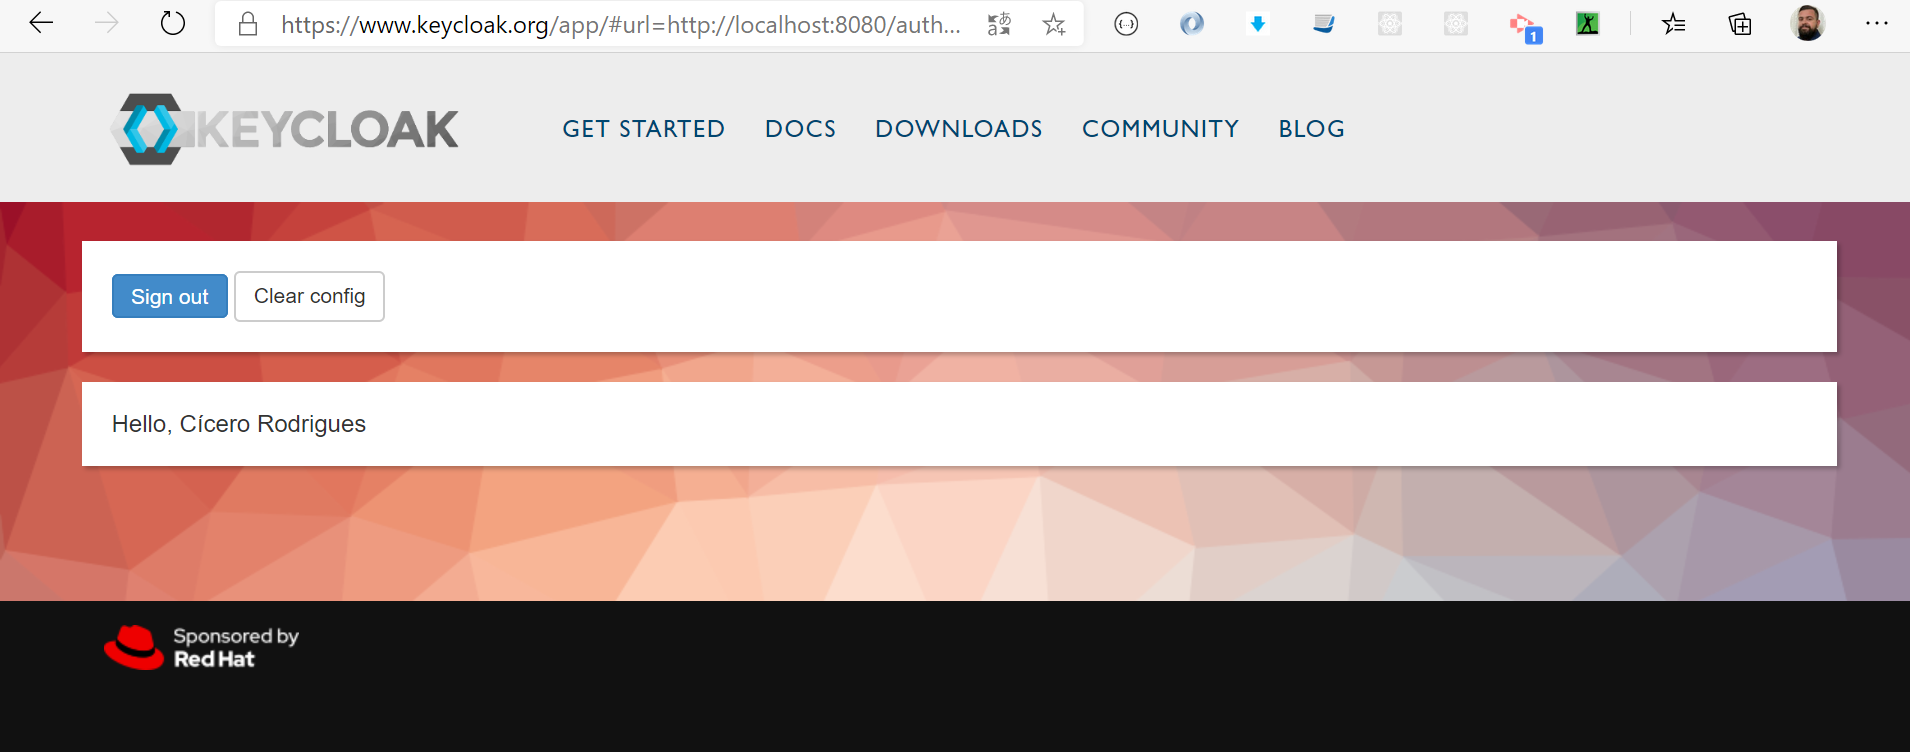 https://www.keycloak.org/app/#url=http://localhost:8080/auth...
あ
a
{...}
1
KEYCLOAK
GET STARTED DOCS DOWNLOADS COMMUNITY BLOG
Sign out Clear config
Hello, Cícero Rodrigues
Sponsored by
Red Hat